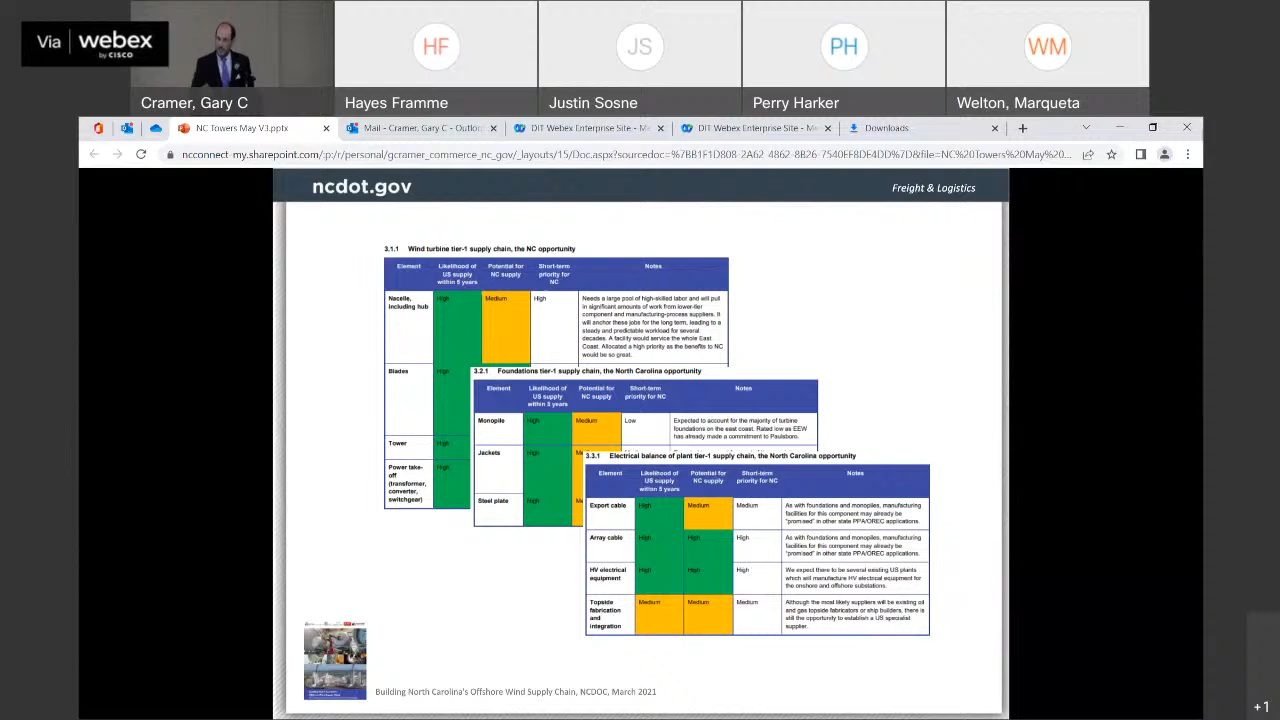 Via webex
by CISCO
HF
JS
PH
WM
Cramer, Gary C
Hayes Framme
Justin Sosne
Perry Harker
Welton, Marqueta
NC Towers May V3.pptx
Mail - Cramer, Gary C - Outloo
DIT Webex Enterprise Site - Me
DIT Webex Enterprise Site - Me
Downloads
ncconnect-my.sharepoint.com/:p:/r/personal/gcramer_commerce_nc_gov/_layouts/15/Doc.aspx?sourcedoc=%7BB1F1D808-2A62-4862-8B26-7540EF8DE4DD%7D&file=NC%20Towers%20May%20V3....
ncdot.gov
Freight & Logistics
3.1.1 Wind turbine tier-1 supply chain, the NC opportunity
Element
Likelihood of
US supply
within 5 years
Potential for
NC supply
Short-term
priority for
NC
Notes
Nacelle,
including hub
High
Medium
High
Needs a large pool of high-skilled labor and will pull
in significant amounts of work from lower-tier
component and manufacturing-process suppliers. It
will anchor these jobs for the long term, leading to a
steady and predictable workload for several
decades. A facility would service the whole East
Coast. Allocated a high priority as the benefits to NC
would be so great.
Blades
High
Tower
High
Power take-
off
(transformer,
converter,
switchgear)
High
3.2.1 Foundations tier-1 supply chain, the North Carolina opportunity
Element
Likelihood of
US supply
within 5 years
Potential for
NC supply
Short-term
priority for NC
Notes
Monopile
High
Medium
Low
Expected to account for the majority of turbine
foundations on the east coast. Rated low as EEW
has already made a commitment to Paulsboro.
Jackets
High
Steel plate
High
3.3.1 Electrical balance of plant tier-1 supply chain, the North Carolina opportunity
Element
Likelihood of
US supply
within 5 years
Potential for
NC supply
Short-term
priority for NC
Notes
Export cable
High
Medium
Medium
As with foundations and monopiles, manufacturing
facilities for this component may already be
"promised" in other state PPA/OREC applications.
Array cable
High
High
High
As with foundations and monopiles, manufacturing
facilities for this component may already be
"promised" in other state PPA/OREC applications.
HV electrical
equipment
High
High
High
We expect there to be several existing US plants
which will manufacture HV electrical equipment for
the onshore and offshore substations.
Topside
fabrication
and
integration
Medium
Medium
Medium
Although the most likely suppliers will be existing oil
and gas topside fabricators or ship builders, there is
still the opportunity to establish a US specialist
supplier.
Building North Carolina's Offshore Wind Supply Chain, NCDOC, March 2021
+1